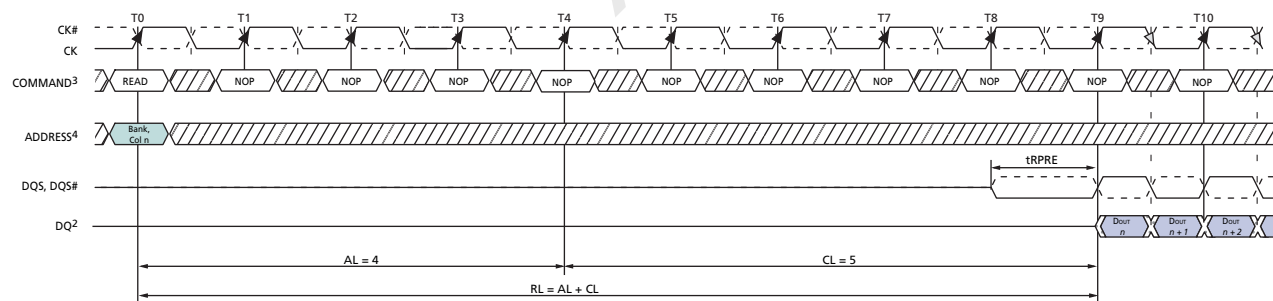 T0 T1 T2 T3 T4 T5 T6 T7 T8 T9 T10
CK#
CK
COMMAND3 READ NOP NOP NOP NOP NOP NOP NOP NOP NOP NOP
ADDRESS4 Bank,
Col n
tRPRE
DQS, DQS#
DQ2 DOUT DOUT DOUT
n n + 1 n + 2
AL = 4 CL = 5
RL = AL + CL